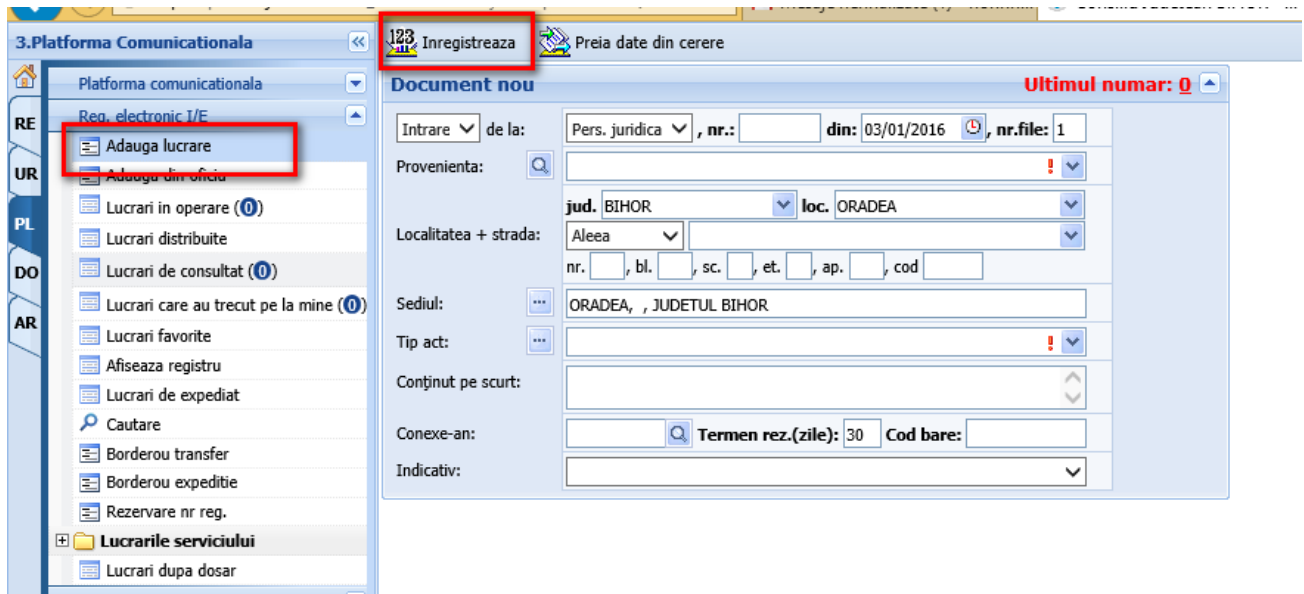 3.Platforma Comunicationala
123 Inregistreaza
Preia date din cerere
Platforma comunicationala
Reg. electronic I/E
Adauga lucrare
Adauga din oficiu
Lucrari in operare (0)
Lucrari distribuite
Lucrari de consultat (0)
Lucrari care au trecut pe la mine (0)
Lucrari favorite
Afiseaza registru
Lucrari de expediat
Cautare
Borderou transfer
Borderou expeditie
Rezervare nr reg.
Lucrarile serviciului
Lucrari dupa dosar
RE
UR
PL
DO
AR
Document nou Ultimul numar: 0
Intrare de la: Pers. juridica , nr.: din: 03/01/2016 , nr.file: 1
Provenienta: !
jud. BIHOR loc. ORADEA
Localitatea + strada: Aleea
nr. , bl. , sc. , et. , ap. , cod
Sediul: ... ORADEA, , JUDETUL BIHOR
Tip act: ... !
Conţinut pe scurt:
Conexe-an: Termen rez.(zile): 30 Cod bare:
Indicativ: